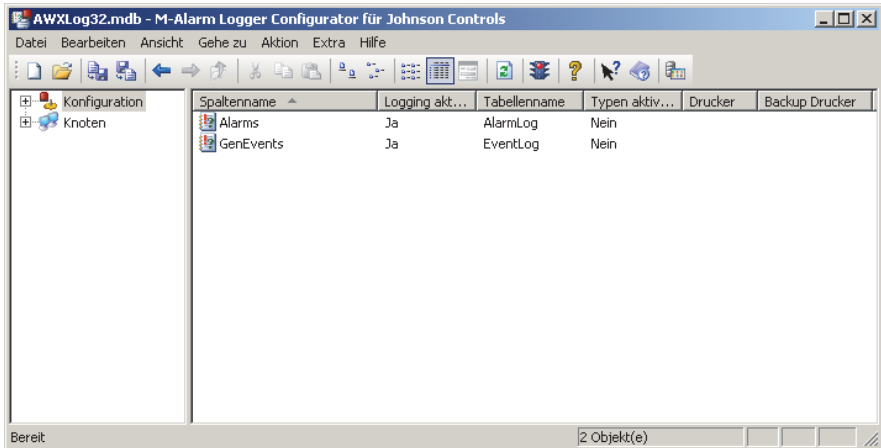 AWXLog32.mdb - M-Alarm Logger Configurator für Johnson Controls
Datei Bearbeiten Ansicht Gehe zu Aktion Extra Hilfe
Konfiguration
Knoten
Spaltenname Logging akt... Tabellenname Typen aktiv... Drucker Backup Drucker
Alarms Ja AlarmLog Nein
GenEvents Ja EventLog Nein
Bereit 2 Objekt(e)